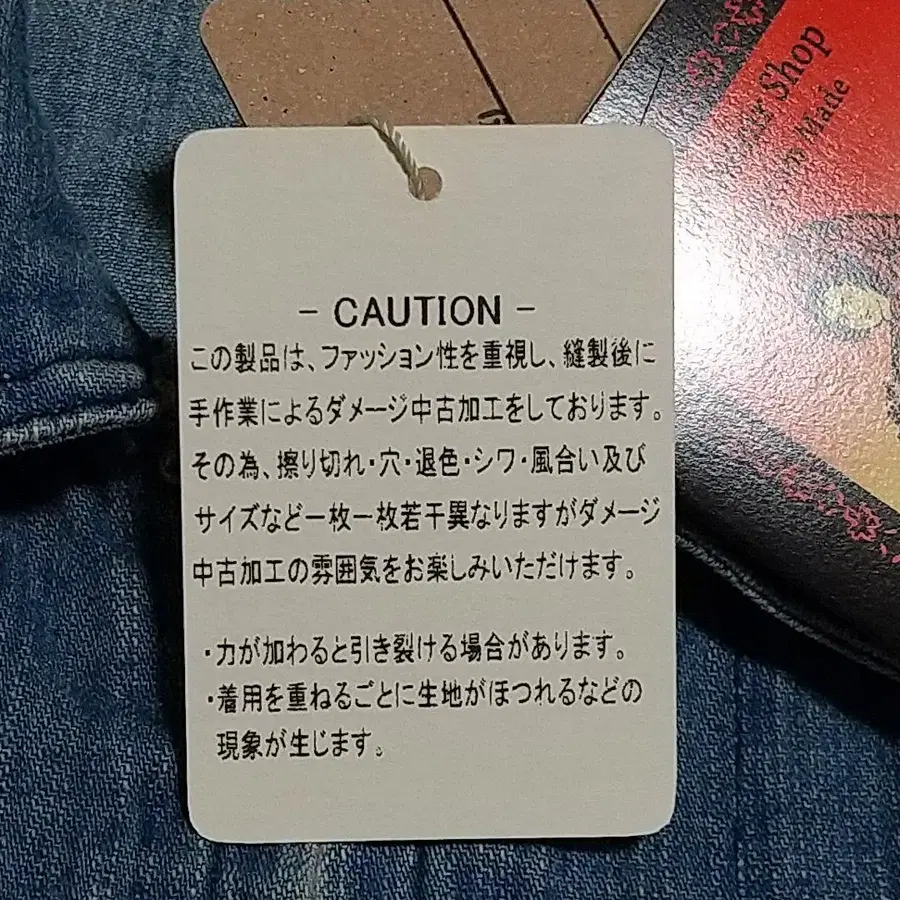 Shop
Made
- CAUTION -
この製品は、ファッション性を重視し、縫製後に
手作業によるダメージ中古加工をしております。
その為、擦り切れ・穴・退色・シワ・風合い及び
サイズなど一枚一枚若干異なりますがダメージ
中古加工の雰囲気をお楽しみいただけます。
・力が加わると引き裂ける場合があります。
・着用を重ねるごとに生地がほつれるなどの
現象が生じます。